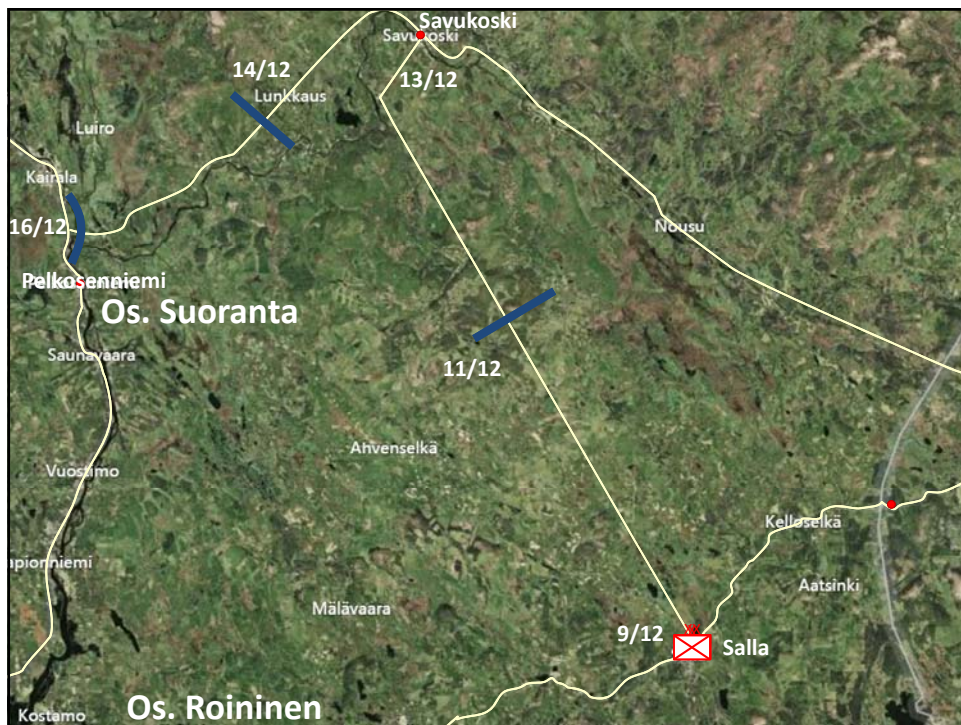 Savukoski
Savukoski
14/12
13/12
Lunkkaus
Luiro
Kairala
16/12
Nousu
Pelkosenniemi
Os. Suoranta
Saunavaara
11/12
Ahvenselkä
Vuostimo
Kelloselkä
apionniemi
Aatsinki
Mälävaara
9/12
Salla
Os. Roininen
Kostamo